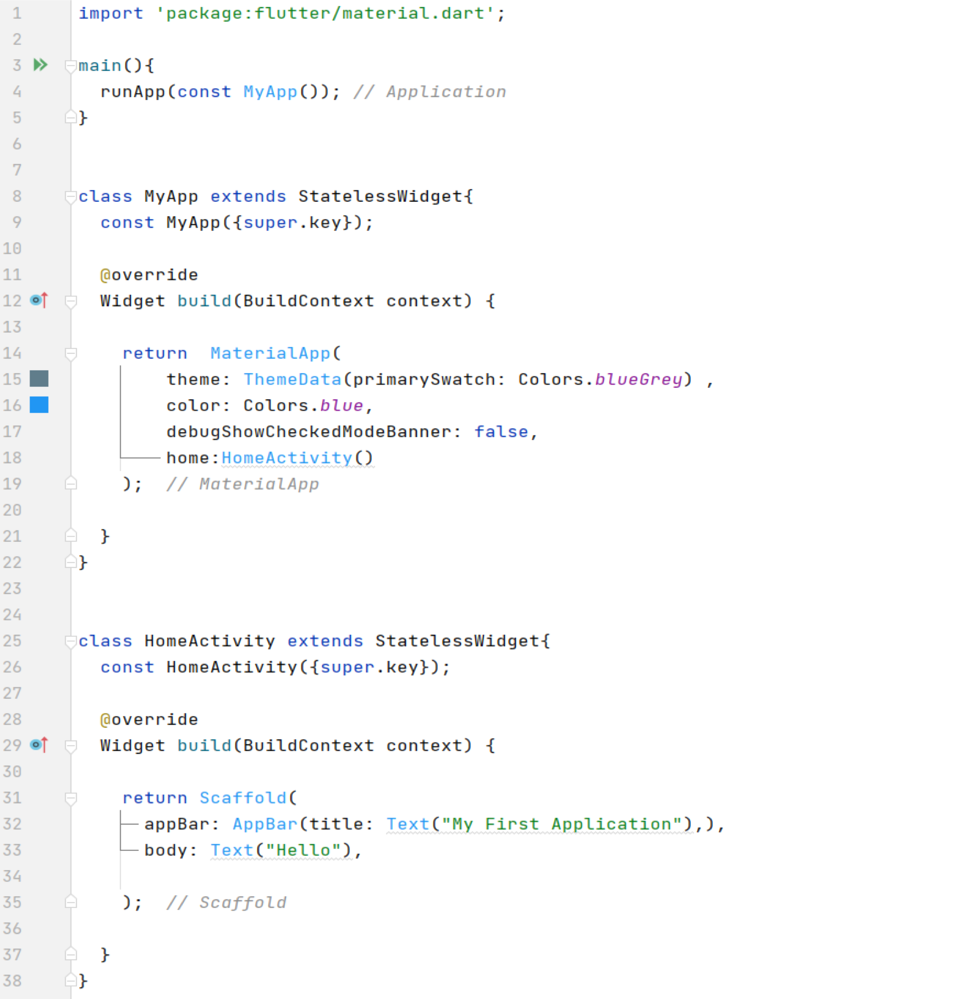 1 import 'package:flutter/material.dart';
2
3 main(){
4   runApp(const MyApp()); // Application
5 }
6
7
8 class MyApp extends StatelessWidget{
9   const MyApp({super.key});
10
11   @override
12   Widget build(BuildContext context) {
13
14     return  MaterialApp(
15         theme: ThemeData(primarySwatch: Colors.blueGrey) ,
16         color: Colors.blue,
17         debugShowCheckedModeBanner: false,
18         home:HomeActivity()
19     );  // MaterialApp
20
21   }
22 }
23
24
25 class HomeActivity extends StatelessWidget{
26   const HomeActivity({super.key});
27
28   @override
29   Widget build(BuildContext context) {
30
31     return Scaffold(
32       appBar: AppBar(title: Text("My First Application"),),
33       body: Text("Hello"),
34
35     );  // Scaffold
36
37   }
38 }